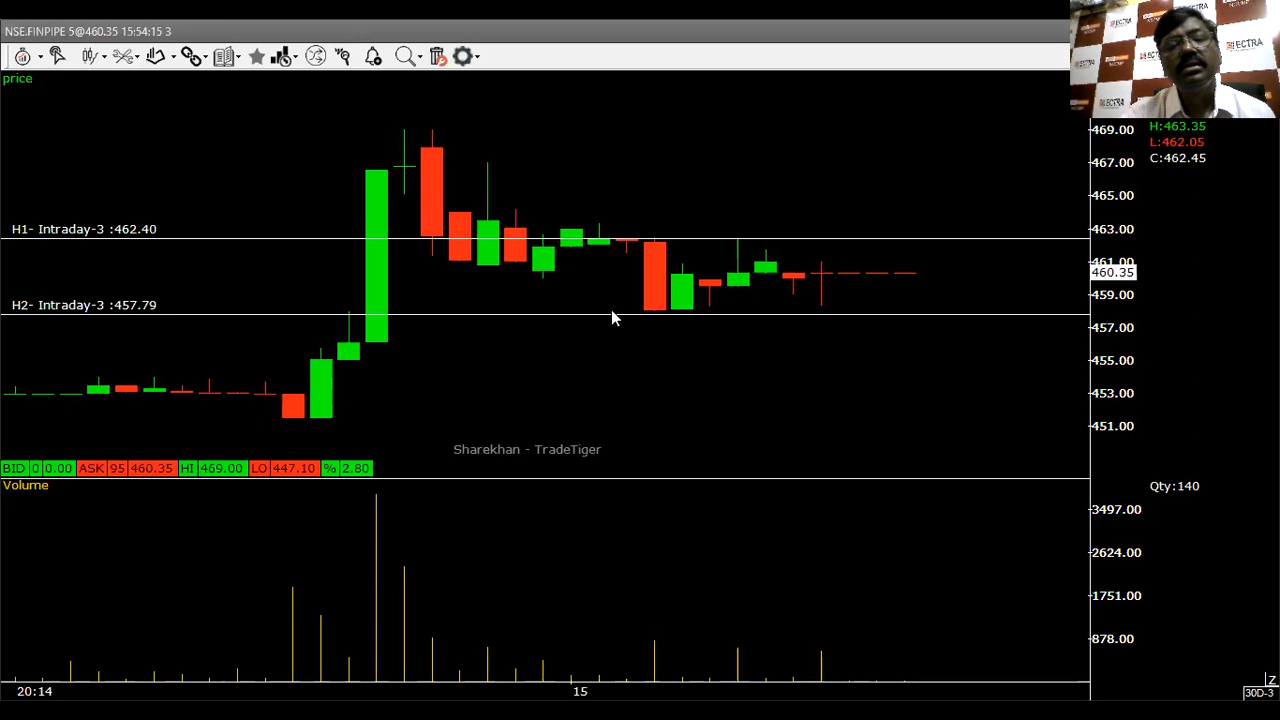 NSE.FINPIPE 5@460.35 15:54:15 3
ECTRA
ECTRA
ECTRA
ECTRA
price
H:463.35
L:462.05
C:462.45
469.00
467.00
465.00
H1- Intraday-3 :462.40
463.00
461.00
460.35
459.00
H2- Intraday-3 :457.79
457.00
455.00
453.00
451.00
Sharekhan - TradeTiger
BID 0 0.00 ASK 95 460.35 HI 469.00 LO 447.10 % 2.80
Volume
Qty:140
3497.00
2624.00
1751.00
878.00
20:14
15
Z
30D-3